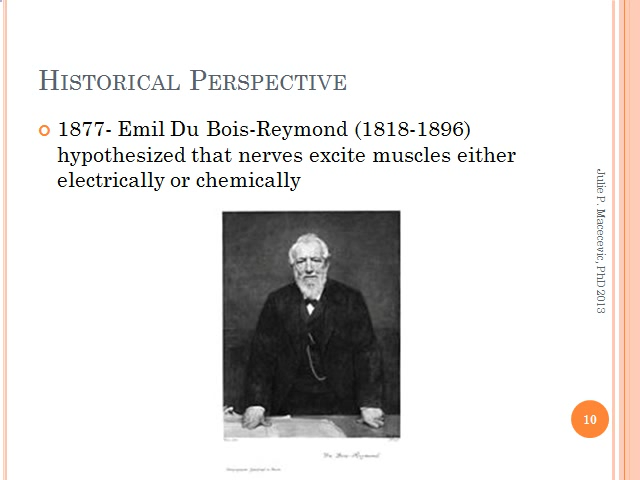 Historical Perspective
1877- Emil Du Bois-Reymond (1818-1896)
hypothesized that nerves excite muscles either
electrically or chemically
Du Bois-Reymond
Julie P. Macecevic, PhD 2013
10